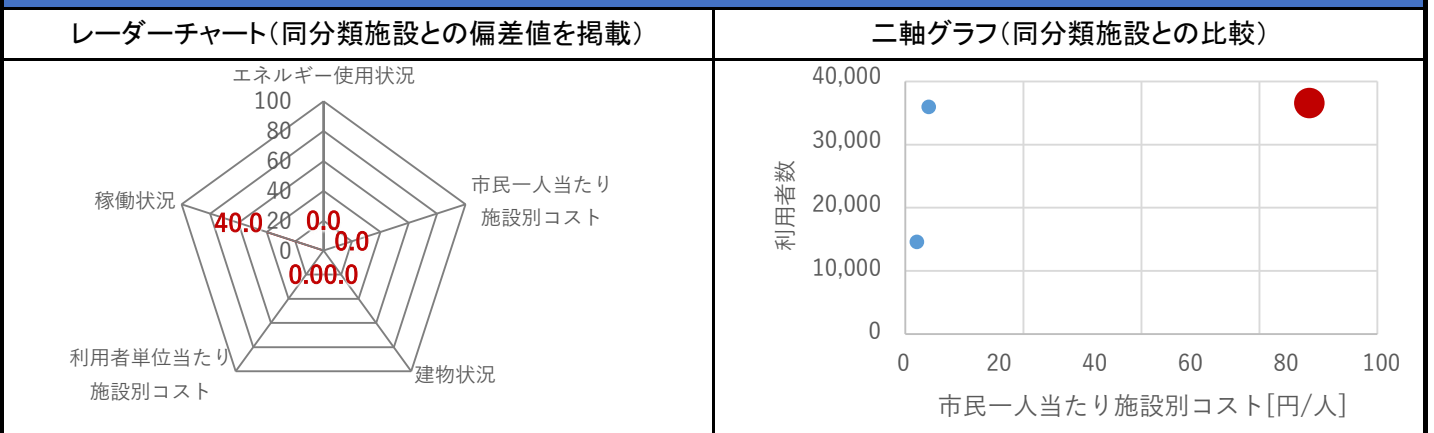 レーダーチャート(同分類施設との偏差値を掲載)
エネルギー使用状況
100
80
60
40
20
0
市民一人当たり
施設別コスト
稼働状況
40.0
0.0
0.0
0.0
0.0
利用者単位当たり
施設別コスト
建物状況
二軸グラフ(同分類施設との比較)
40,000
30,000
20,000
10,000
0
利用者数
0 20 40 60 80 100
市民一人当たり施設別コスト[円/人]